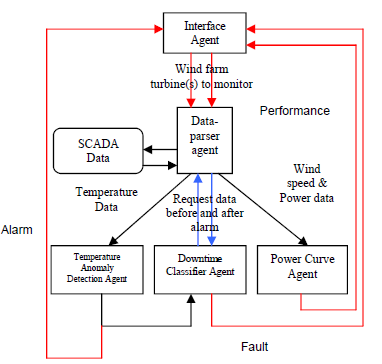 Interface
Agent
Wind farm
turbine(s) to monitor
Performance
Data-
parser
agent
SCADA
Data
Wind
speed &
Power data
Temperature
Data
Request data
before and after
alarm
Alarm
Temperature
Anomaly
Detection Agent
Downtime
Classifier Agent
Power Curve
Agent
Fault